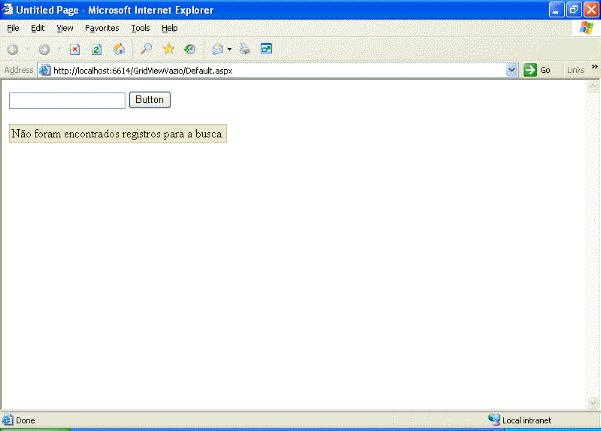 Untitled Page - Microsoft Internet Explorer
File Edit View Favorites Tools Help
Address http://localhost:6614/GridViewVazio/Default.aspx Go Links »
Button
Não foram encontrados registros para a busca
Done Local intranet